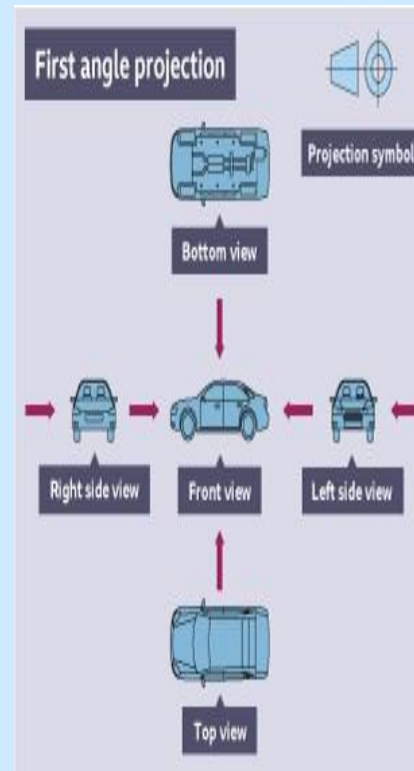 First angle projection
Projection symbol
Bottom view
Right side view
Front view
Left side view
Top view